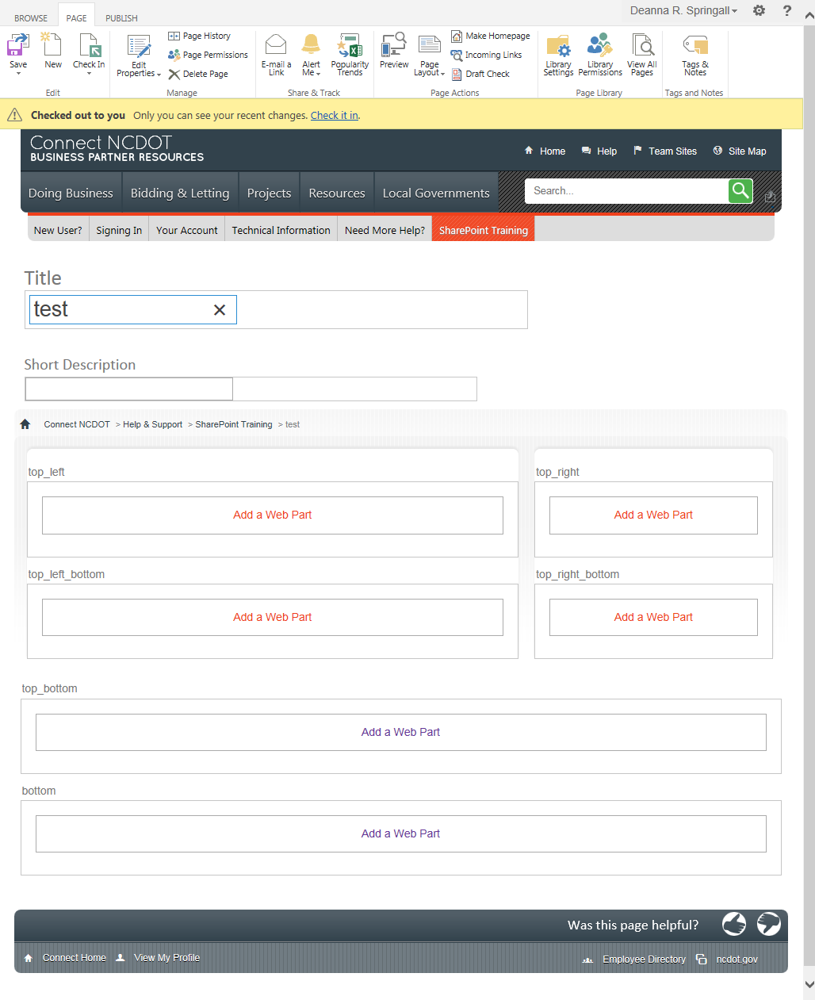 Deanna R. Springall
?
BROWSE PAGE PUBLISH
Save New Check In
Edit Properties
Page History
Page Permissions
Delete Page
E-mail a Link Alert Me Popularity Trends
Preview Page Layout
Make Homepage
Incoming Links
Draft Check
Library Settings Library Permissions View All Pages
Tags & Notes
Edit Manage Share & Track Page Actions Page Library Tags and Notes
Checked out to you Only you can see your recent changes. Check it in.
Connect NCDOT
BUSINESS PARTNER RESOURCES
Home Help Team Sites Site Map
Doing Business Bidding & Letting Projects Resources Local Governments Search...
New User? Signing In Your Account Technical Information Need More Help? SharePoint Training
Title
test
Short Description
Connect NCDOT > Help & Support > SharePoint Training > test
top_left top_right
Add a Web Part Add a Web Part
top_left_bottom top_right_bottom
Add a Web Part Add a Web Part
top_bottom
Add a Web Part
bottom
Add a Web Part
Was this page helpful?
Connect Home View My Profile Employee Directory ncdot.gov